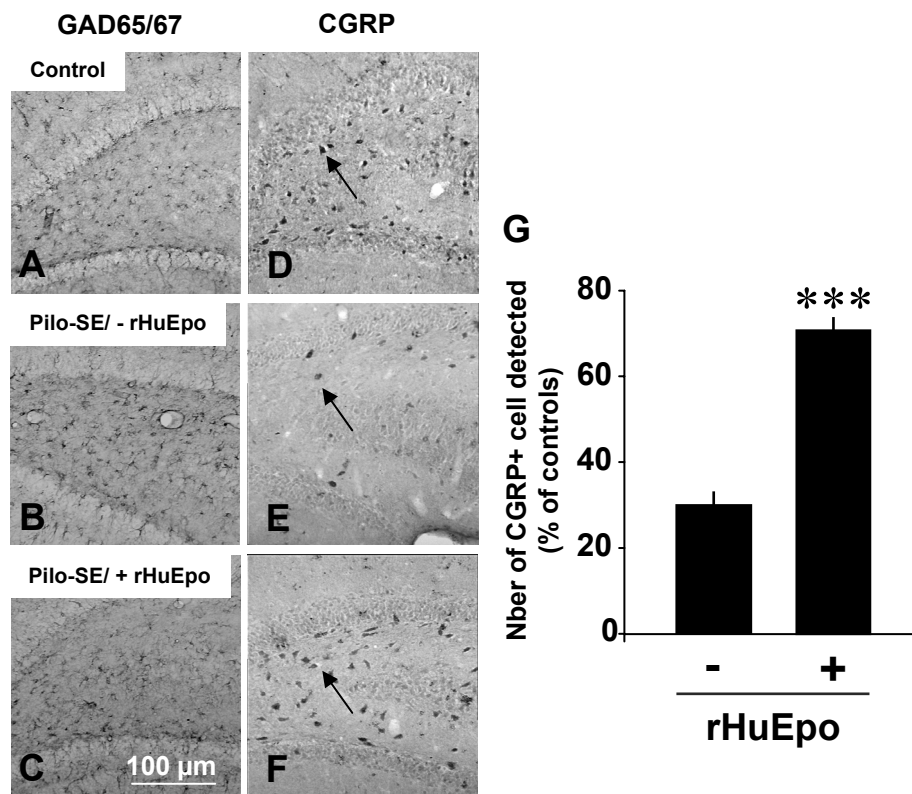 GAD65/67
CGRP
Control
A
D
Pilo-SE/ - rHuEpo
B
E
Pilo-SE/ + rHuEpo
C
100 µm
F
G
Nber of CGRP+ cell detected
(% of controls)
80
60
40
20
0
***
- +
rHuEpo